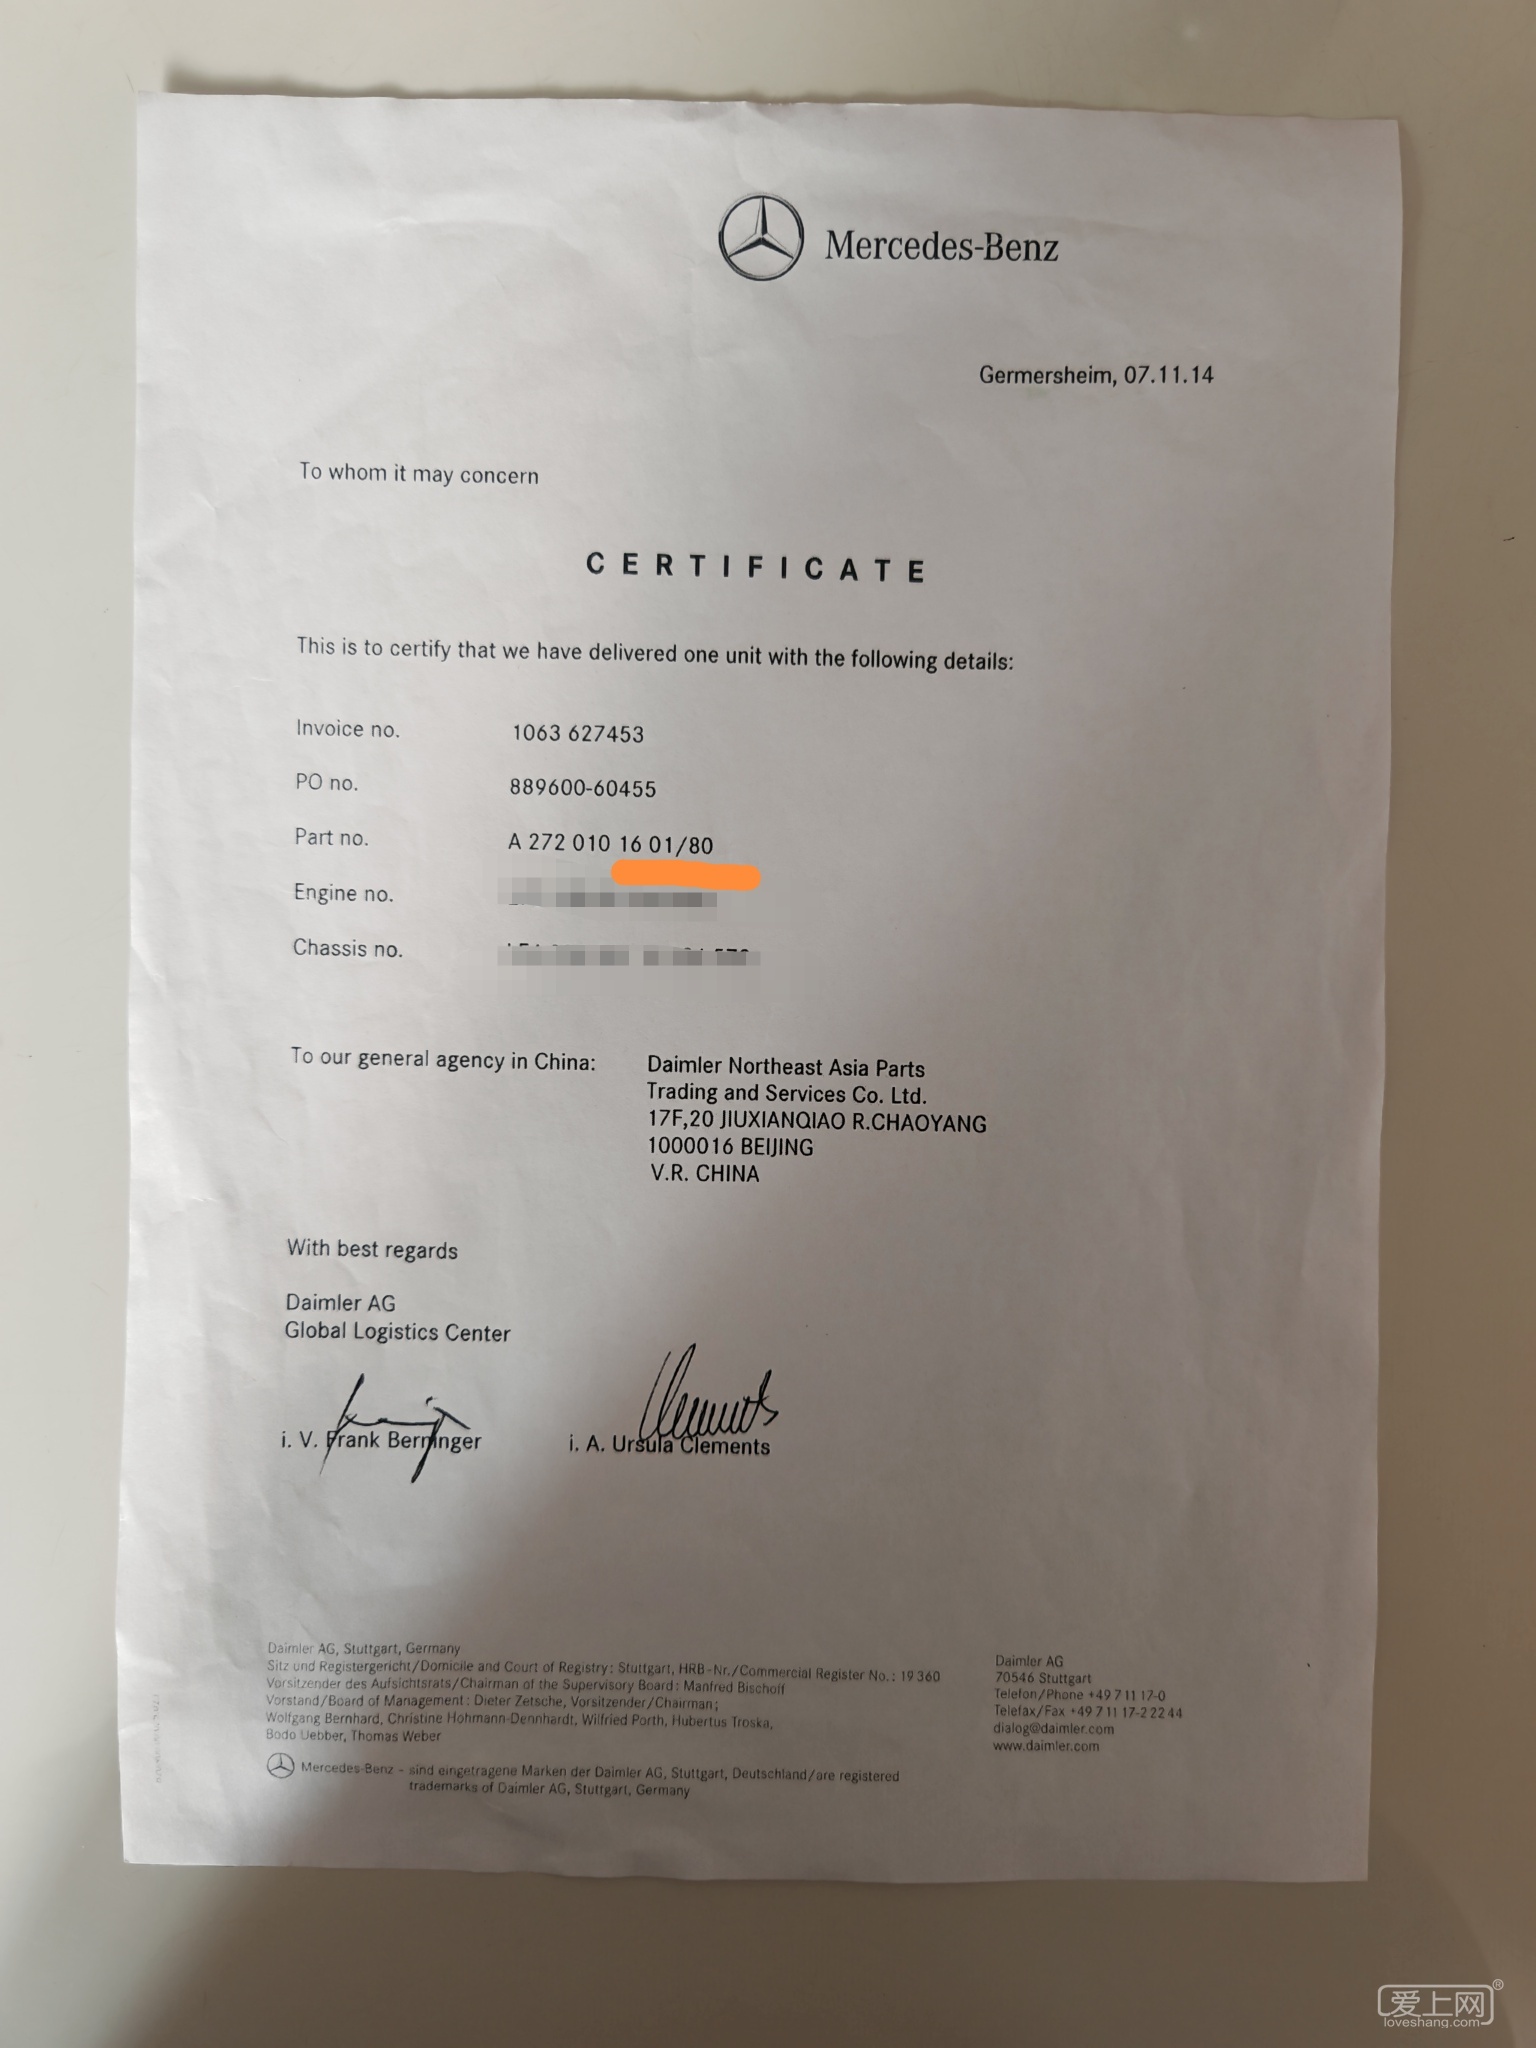 Mercedes-Benz
Germersheim, 07.11.14
To whom it may concern
CERTIFICATE
This is to certify that we have delivered one unit with the following details:
Invoice no. 1063 627453
PO no. 889600-60455
Part no. A 272 010 16 01/80
Engine no.
Chassis no.
To our general agency in China: Daimler Northeast Asia Parts
Trading and Services Co. Ltd.
17F,20 JIUXIANQIAO R.CHAOYANG
1000016 BEIJING
V.R. CHINA
With best regards
Daimler AG
Global Logistics Center
i. V. Frank Berninger i. A. Ursula Clements
Daimler AG, Stuttgart, Germany
Sitz und Registergericht/Domicile and Court of Registry: Stuttgart, HRB-Nr./Commercial Register No.: 19 360
Vorsitzender des Aufsichtsrats/Chairman of the Supervisory Board: Manfred Bischoff
Vorstand/Board of Management: Dieter Zetsche, Vorsitzender/Chairman;
Wolfgang Bernhard, Christine Hohmann-Dennhardt, Wilfried Porth, Hubertus Troska,
Bodo Uebber, Thomas Weber
Mercedes-Benz - sind eingetragene Marken der Daimler AG, Stuttgart, Deutschland/are registered
trademarks of Daimler AG, Stuttgart, Germany
Daimler AG
70546 Stuttgart
Telefon/Phone +49 7 11 17-0
Telefax/Fax +49 7 11 17-2 22 44
dialog@daimler.com
www.daimler.com
爱上网®
loveshang.com